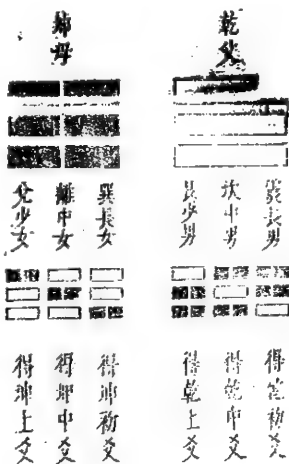 乾父
坤母
震長男
坎中男
艮少男
巽長女
離中女
兌少女
得乾初爻
得乾中爻
得乾上爻
得坤初爻
得坤中爻
得坤上爻